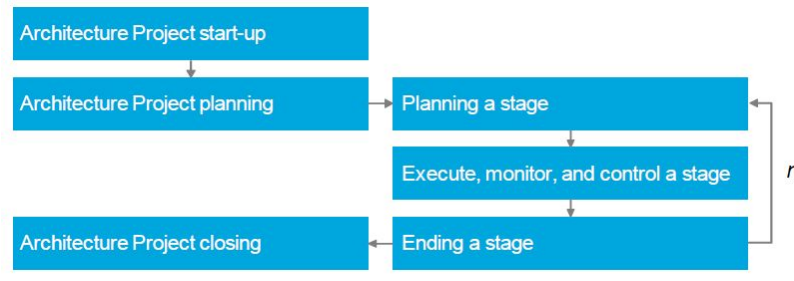 Architecture Project start-up
Architecture Project planning
Planning a stage
Execute, monitor, and control a stage
Architecture Project closing
Ending a stage